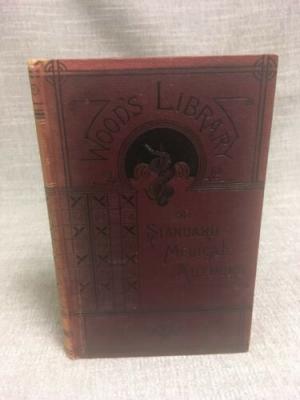 WOOD'S LIBRARY
OF
STANDARD
MEDICAL
AUTHORS